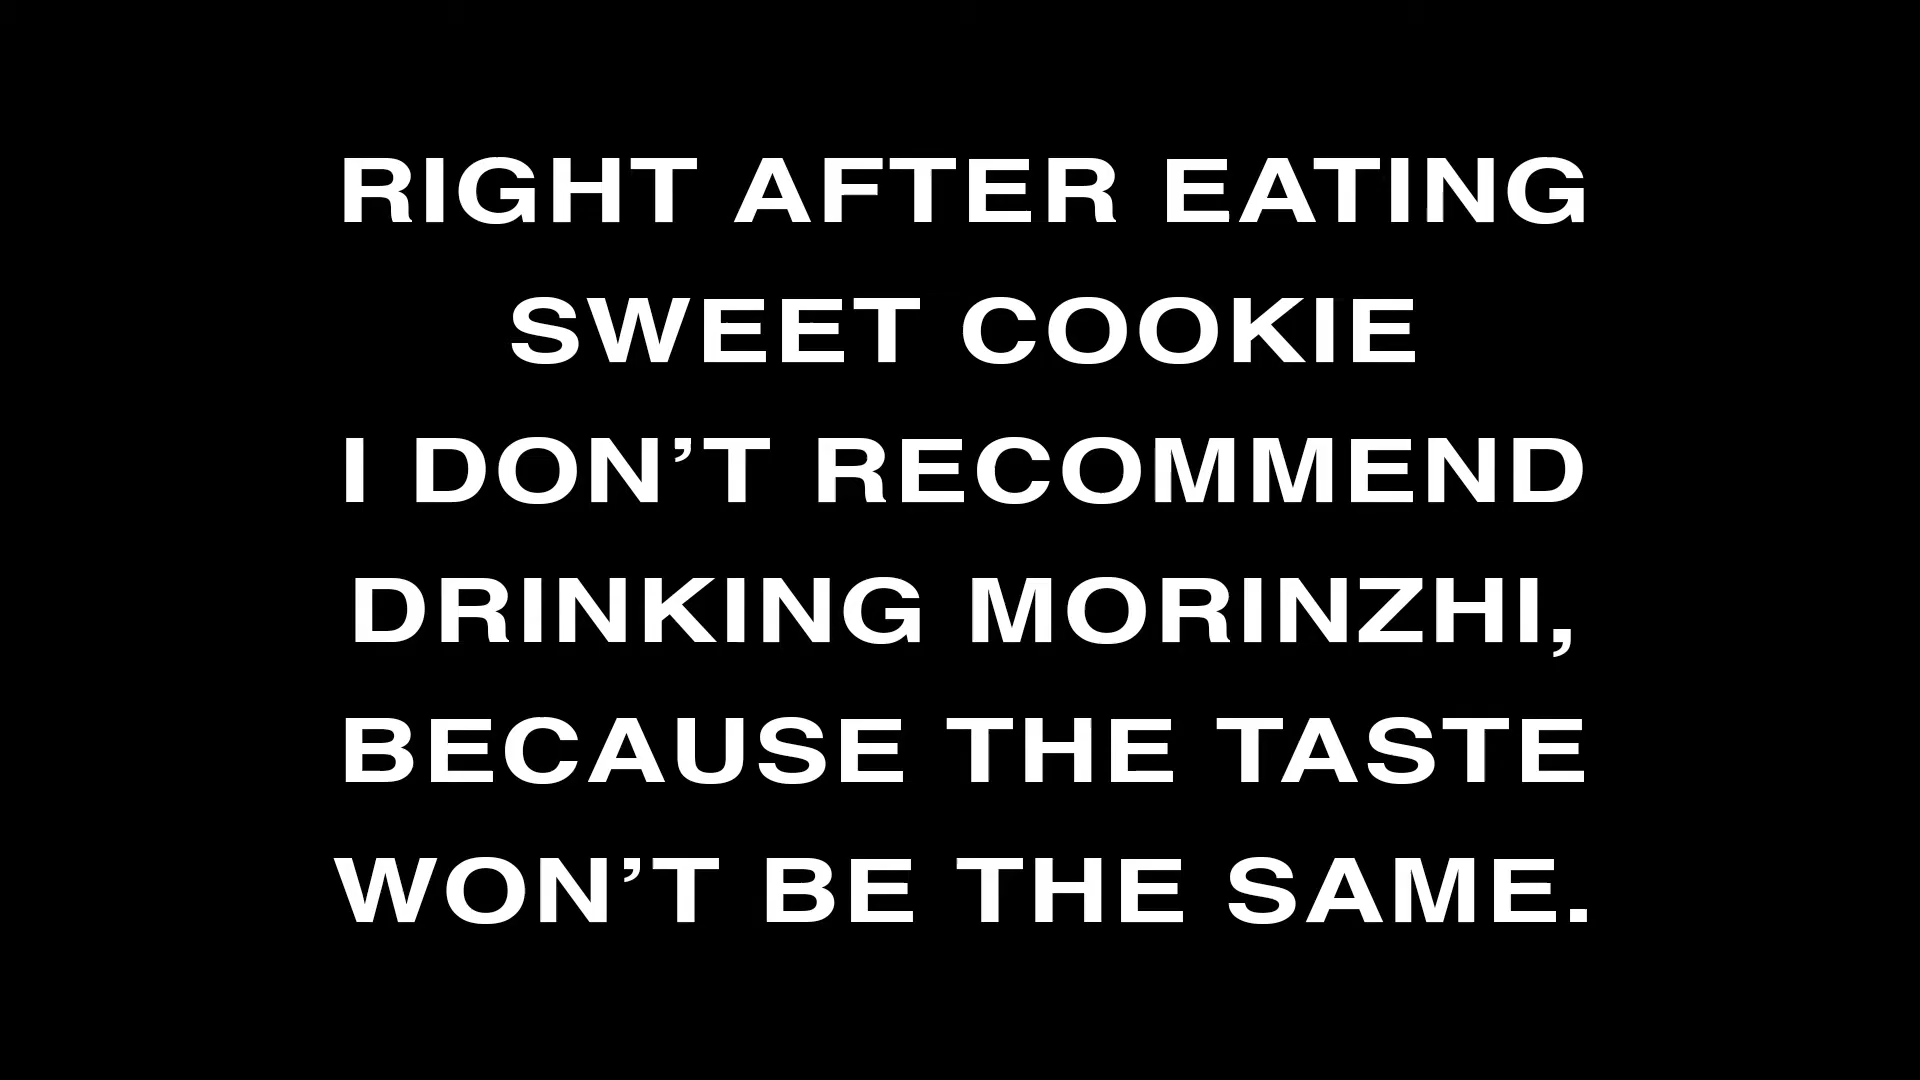 RIGHT AFTER EATING
SWEET COOKIE
I DON’T RECOMMEND
DRINKING MORINZHI,
BECAUSE THE TASTE
WON’T BE THE SAME.